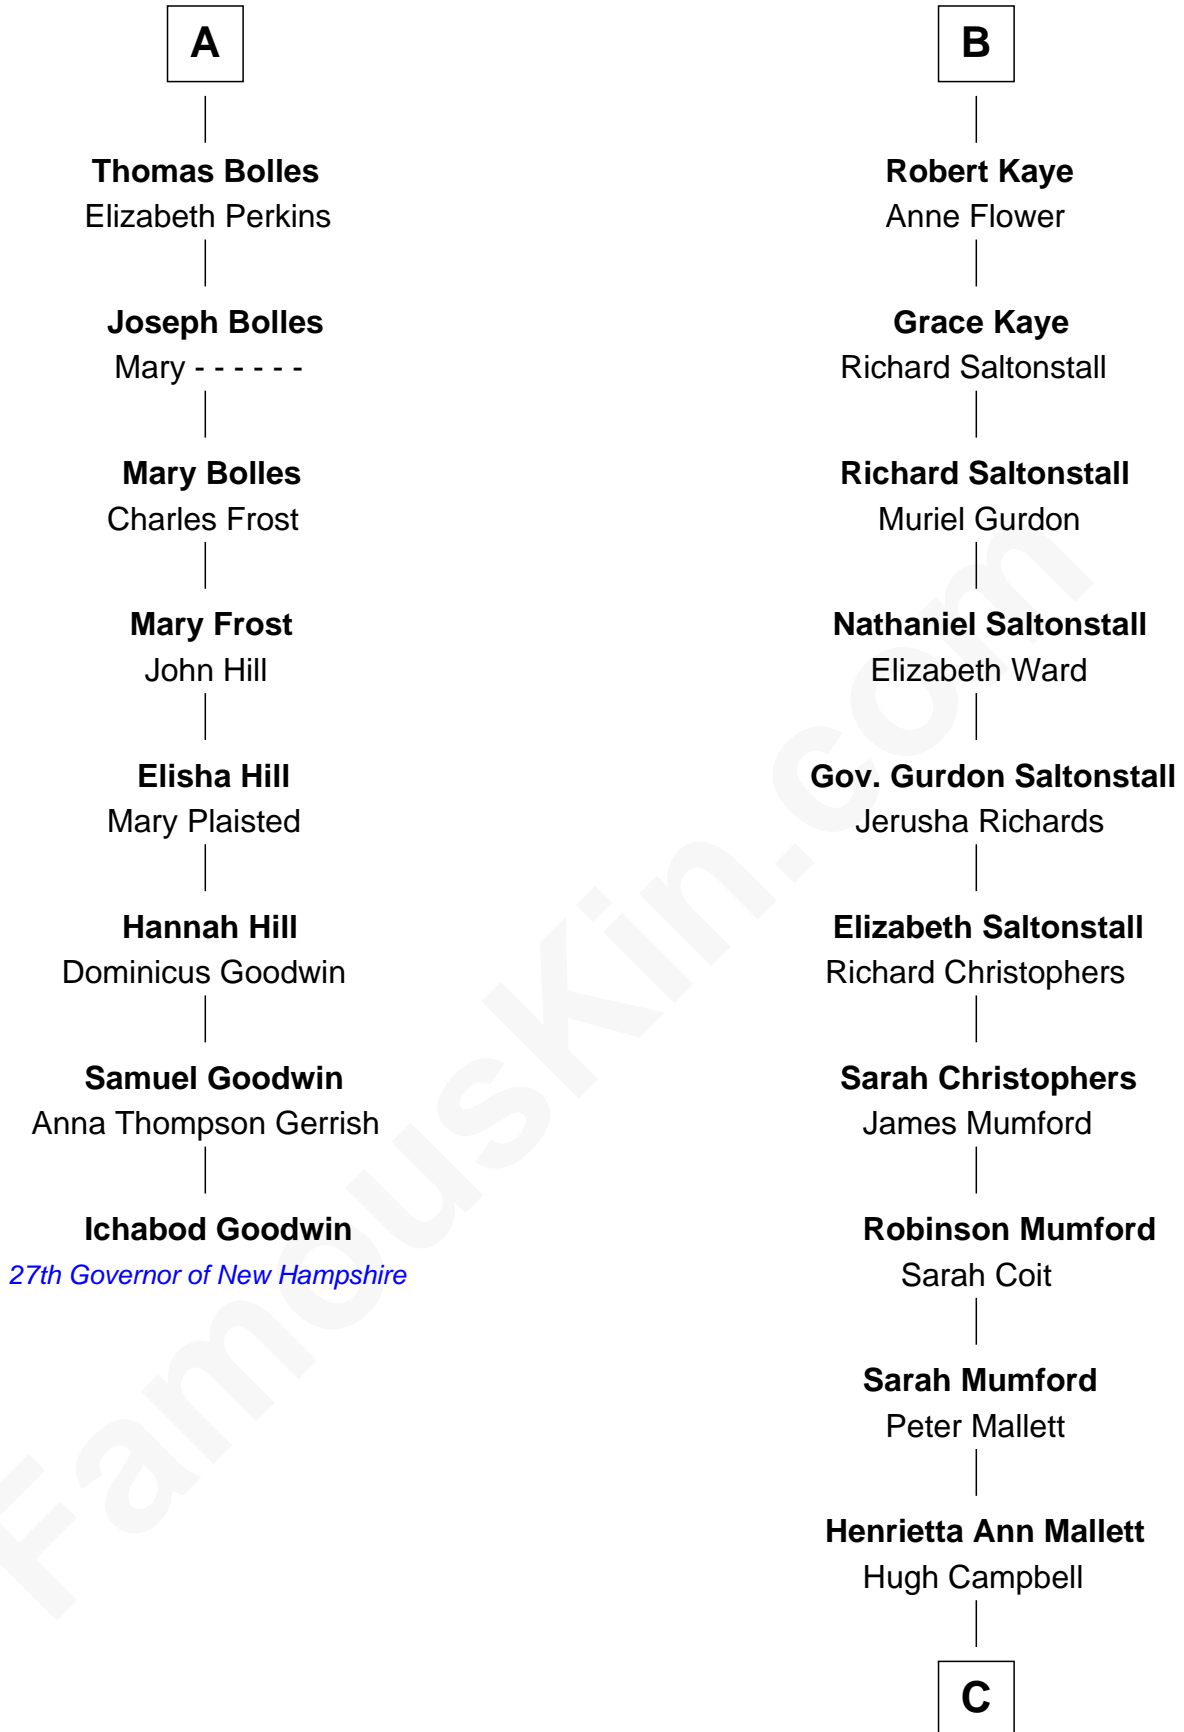 A
Thomas Bolles
Elizabeth Perkins
Joseph Bolles
Mary - - - - - -
Mary Bolles
Charles Frost
Mary Frost
John Hill
Elisha Hill
Mary Plaisted
Hannah Hill
Dominicus Goodwin
Samuel Goodwin
Anna Thompson Gerrish
Ichabod Goodwin
27th Governor of New Hampshire
B
Robert Kaye
Anne Flower
Grace Kaye
Richard Saltonstall
Richard Saltonstall
Muriel Gurdon
Nathaniel Saltonstall
Elizabeth Ward
Gov. Gurdon Saltonstall
Jerusha Richards
Elizabeth Saltonstall
Richard Christophers
Sarah Christophers
James Mumford
Robinson Mumford
Sarah Coit
Sarah Mumford
Peter Mallett
Henrietta Ann Mallett
Hugh Campbell
C
FamousKin.com